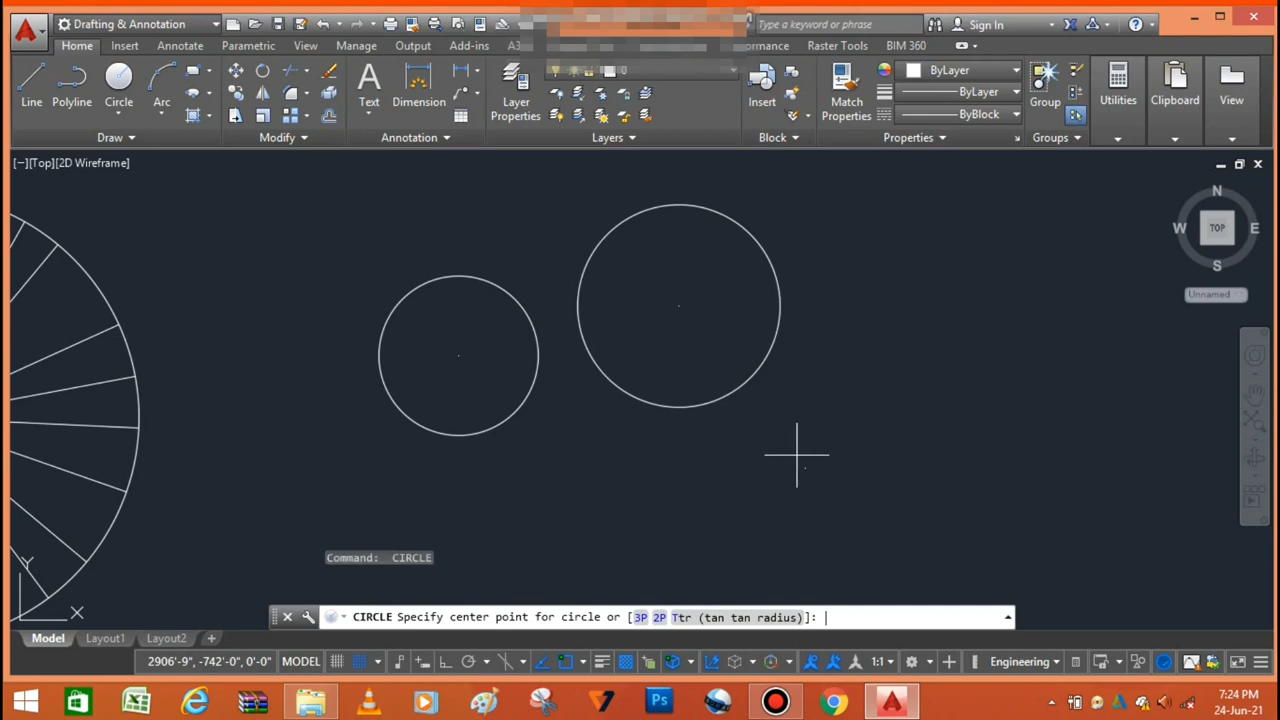 Drafting & Annotation
Type a keyword or phrase
Sign In
Home Insert Annotate Parametric View Manage Output Add-ins Raster Tools BIM 360
Line Polyline Circle Arc Text Dimension Layer Properties 0 Insert Match Properties ByLayer ByLayer ByBlock Group Utilities Clipboard View
Draw Modify Annotation Layers Block Properties Groups
[−][Top][2D Wireframe]
N
W TOP E
S
Unnamed
Y
X
Command: CIRCLE
CIRCLE Specify center point for circle or [3P 2P Ttr (tan tan radius)]:
Model Layout1 Layout2 +
2906'-9", -742'-0", 0'-0" MODEL 1:1 Engineering
Ps
7:24 PM
24-Jun-21